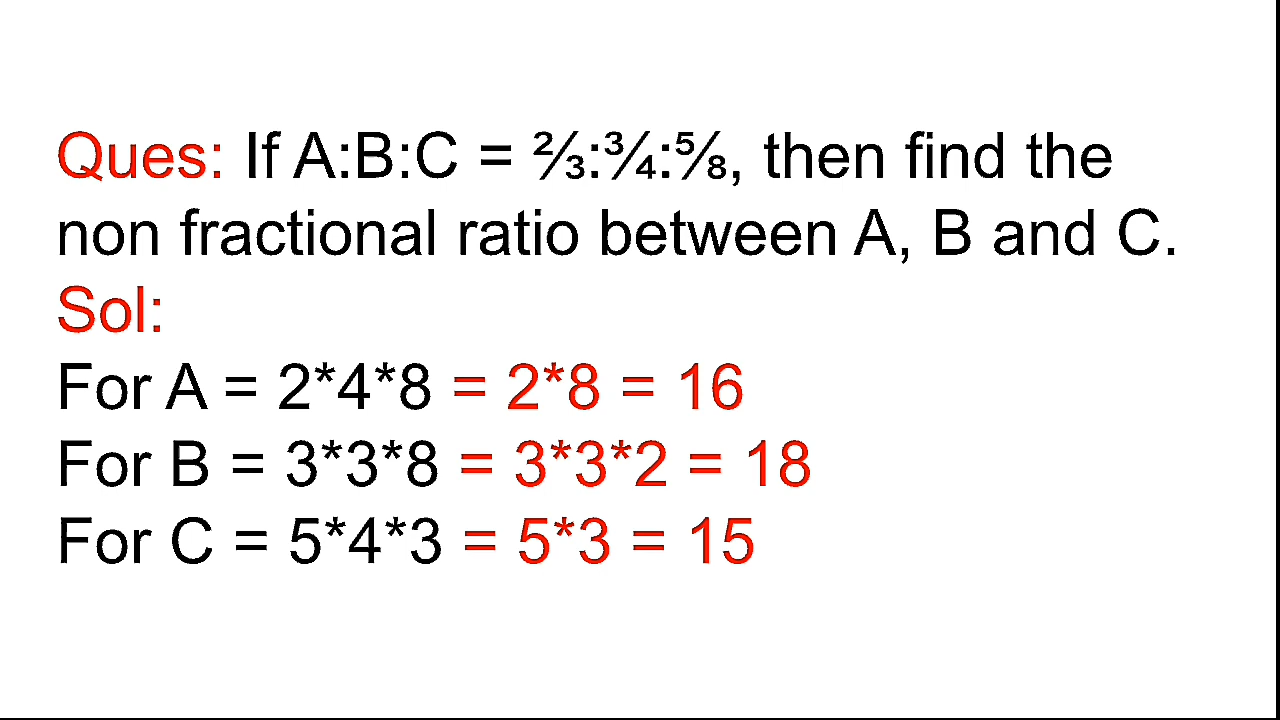 Ques: If A:B:C = ⅔:¾:⅝, then find the
non fractional ratio between A, B and C.
Sol:
For A = 2*4*8 = 2*8 = 16
For B = 3*3*8 = 3*3*2 = 18
For C = 5*4*3 = 5*3 = 15